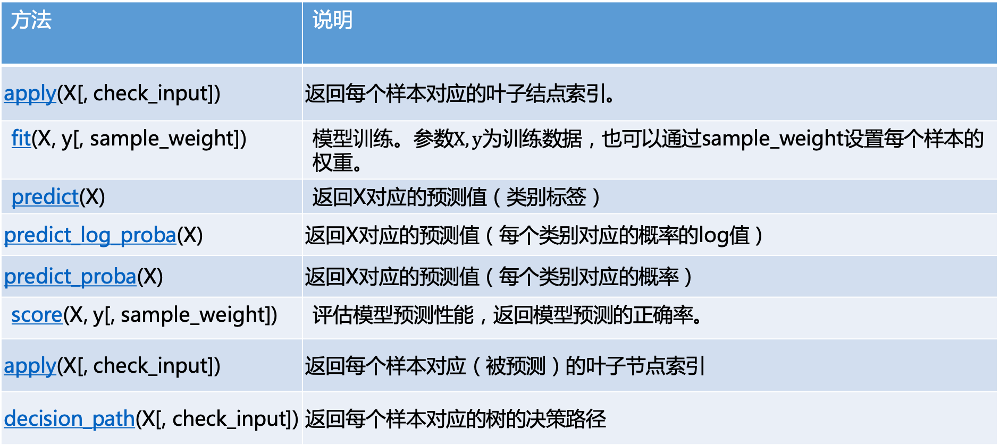 方法 说明
apply(X[, check_input]) 返回每个样本对应的叶子结点索引。
fit(X, y[, sample_weight]) 模型训练。参数X, y为训练数据，也可以通过sample_weight设置每个样本的
权重。
predict(X) 返回X对应的预测值（类别标签）
predict_log_proba(X) 返回X对应的预测值（每个类别对应的概率的log值）
predict_proba(X) 返回X对应的预测值（每个类别对应的概率）
score(X, y[, sample_weight]) 评估模型预测性能，返回模型预测的正确率。
apply(X[, check_input]) 返回每个样本对应（被预测）的叶子节点索引
decision_path(X[, check_input]) 返回每个样本对应的树的决策路径